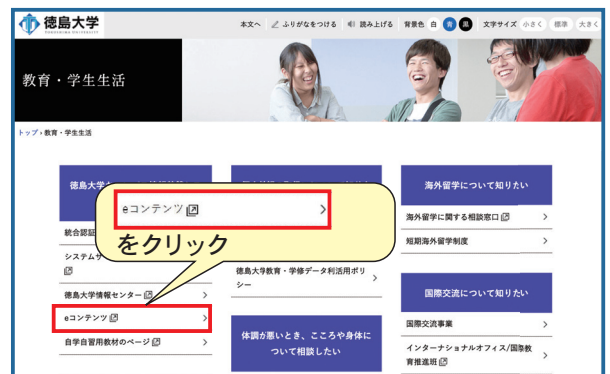 徳島大学
本文へ ふりがなをつける 読み上げる 背景色 白 青 黒 文字サイズ 小さく 標準 大きく
教育・学生生活
トップ›教育・学生生活
徳島大学
海外留学について知りたい
eコンテンツ
をクリック
海外留学に関する相談窓口
統合認証
短期海外留学制度
システムサ
徳島大学教育・学修データ利活用ポリシー
徳島大学情報センター
国際交流について知りたい
eコンテンツ
国際交流事業
自学自習用教材のページ
体調が悪いとき、こころや身体に
ついて相談したい
インターナショナルオフィス/国際教
育推進班